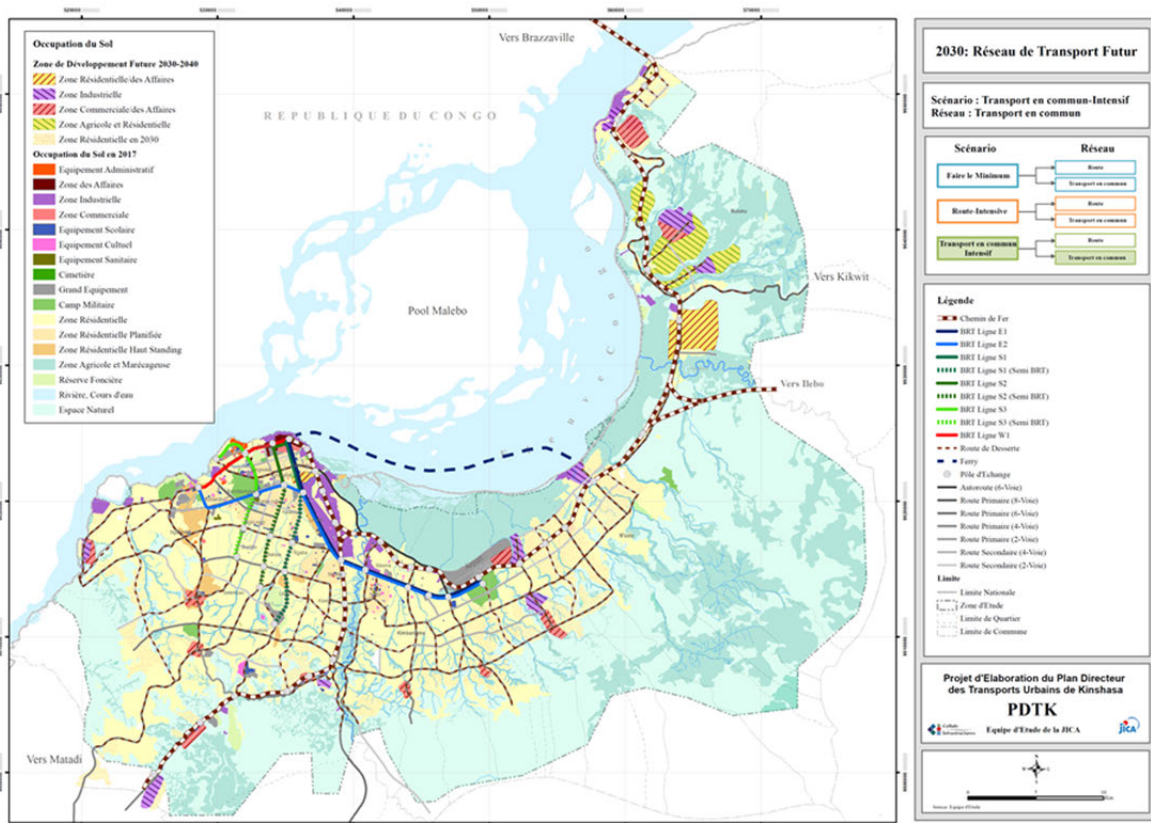 Occupation du Sol
Zone de Développement Future 2030-2040
Zone Résidentielle/des Affaires
Zone Industrielle
Zone Commerciale/des Affaires
Zone Agricole et Résidentielle
Zone Résidentielle en 2030
Occupation du Sol en 2017
Equipement Administratif
Zone des Affaires
Zone Industrielle
Zone Commerciale
Equipement Scolaire
Equipement Cultuel
Equipement Sanitaire
Cimetière
Grand Equipement
Camp Militaire
Zone Résidentielle
Zone Résidentielle Planifiée
Zone Résidentielle Haut Standing
Zone Agricole et Marécageuse
Réserve Foncière
Rivière, Cours d'eau
Espace Naturel
Vers Brazzaville
REPUBLIQUE DU CONGO
Pool Malebo
Vers Kikwit
Vers Ilebo
Vers Matadi
2030: Réseau de Transport Futur
Scénario : Transport en commun-Intensif
Réseau : Transport en commun
Scénario
Réseau
Faire le Minimum
Route
Transport en commun
Route-Intensive
Route
Transport en commun
Transport en commun
Intensif
Route
Transport en commun
Légende
Chemin de Fer
BRT Ligne E1
BRT Ligne E2
BRT Ligne S1
BRT Ligne S1 (Semi BRT)
BRT Ligne S2
BRT Ligne S2 (Semi BRT)
BRT Ligne S3
BRT Ligne S3 (Semi BRT)
BRT Ligne W1
Route de Desserte
Ferry
Pôle d'Echange
Autoroute (6-Voie)
Route Primaire (8-Voie)
Route Primaire (6-Voie)
Route Primaire (4-Voie)
Route Primaire (2-Voie)
Route Secondaire (4-Voie)
Route Secondaire (2-Voie)
Limite
Limite Nationale
Zone d'Etude
Limite de Quartier
Limite de Commune
Projet d'Elaboration du Plan Directeur
des Transports Urbains de Kinshasa
PDTK
Cellule
Infrastructures
Equipe d'Etude de la JICA
JICA